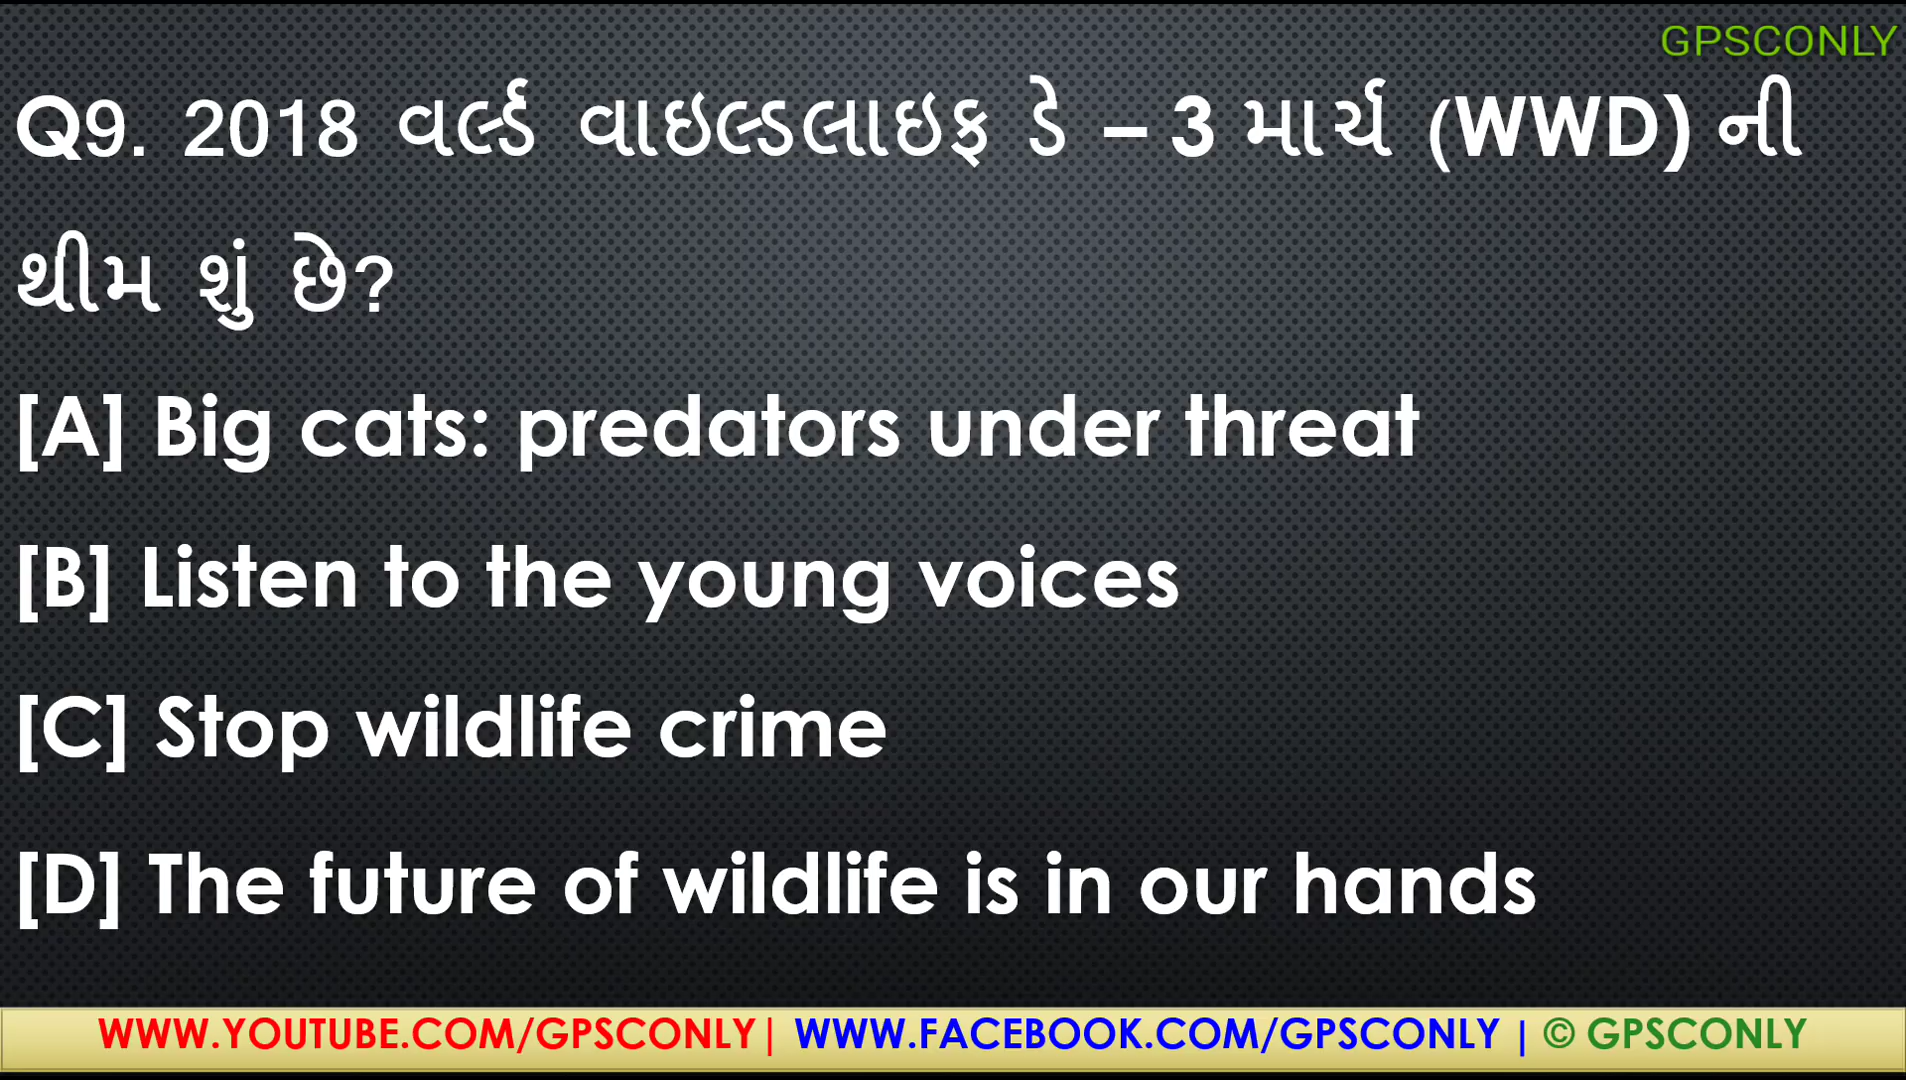 GPSCONLY
Q9. 2018 વર્લ્ડ વાઇલ્ડલાઇફ ડે – 3 માર્ચ (WWD) ની
થીમ શું છે?
[A] Big cats: predators under threat
[B] Listen to the young voices
[C] Stop wildlife crime
[D] The future of wildlife is in our hands
WWW.YOUTUBE.COM/GPSCONLY| WWW.FACEBOOK.COM/GPSCONLY | © GPSCONLY